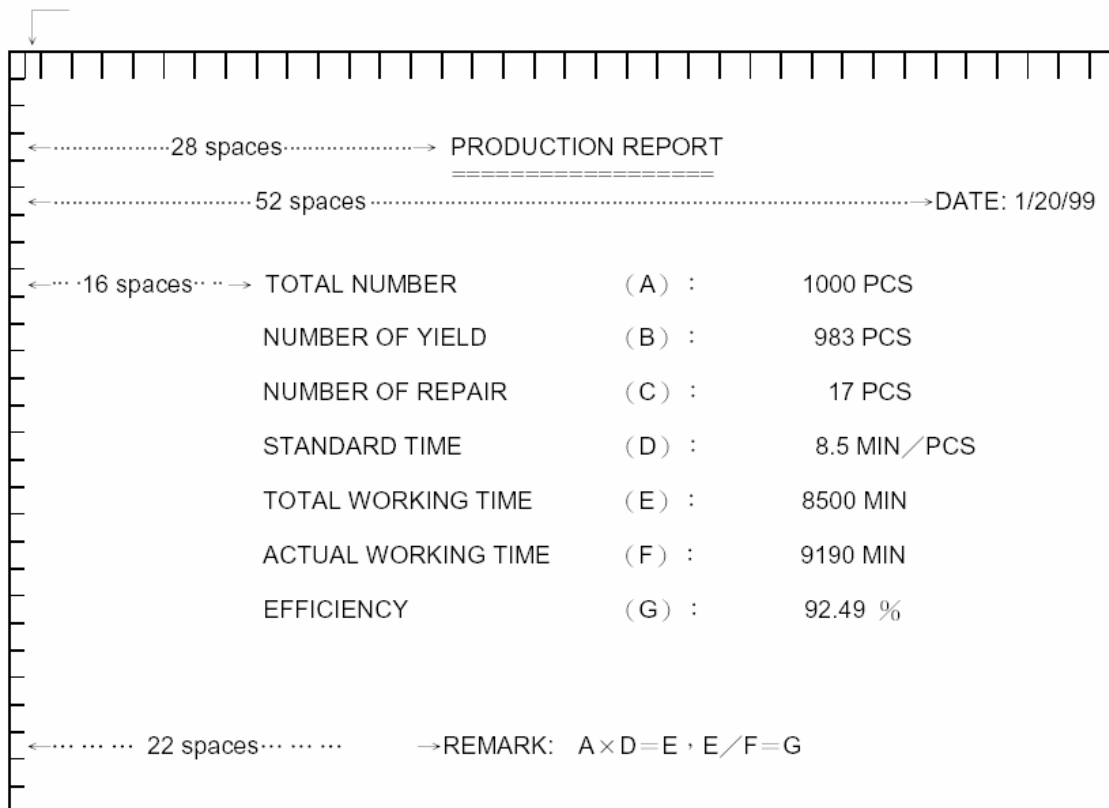 28 spaces PRODUCTION REPORT
==================
52 spaces DATE: 1/20/99
16 spaces TOTAL NUMBER (A): 1000 PCS
NUMBER OF YIELD (B): 983 PCS
NUMBER OF REPAIR (C): 17 PCS
STANDARD TIME (D): 8.5 MIN／PCS
TOTAL WORKING TIME (E): 8500 MIN
ACTUAL WORKING TIME (F): 9190 MIN
EFFICIENCY (G): 92.49 %
22 spaces REMARK: A×D=E，E／F=G